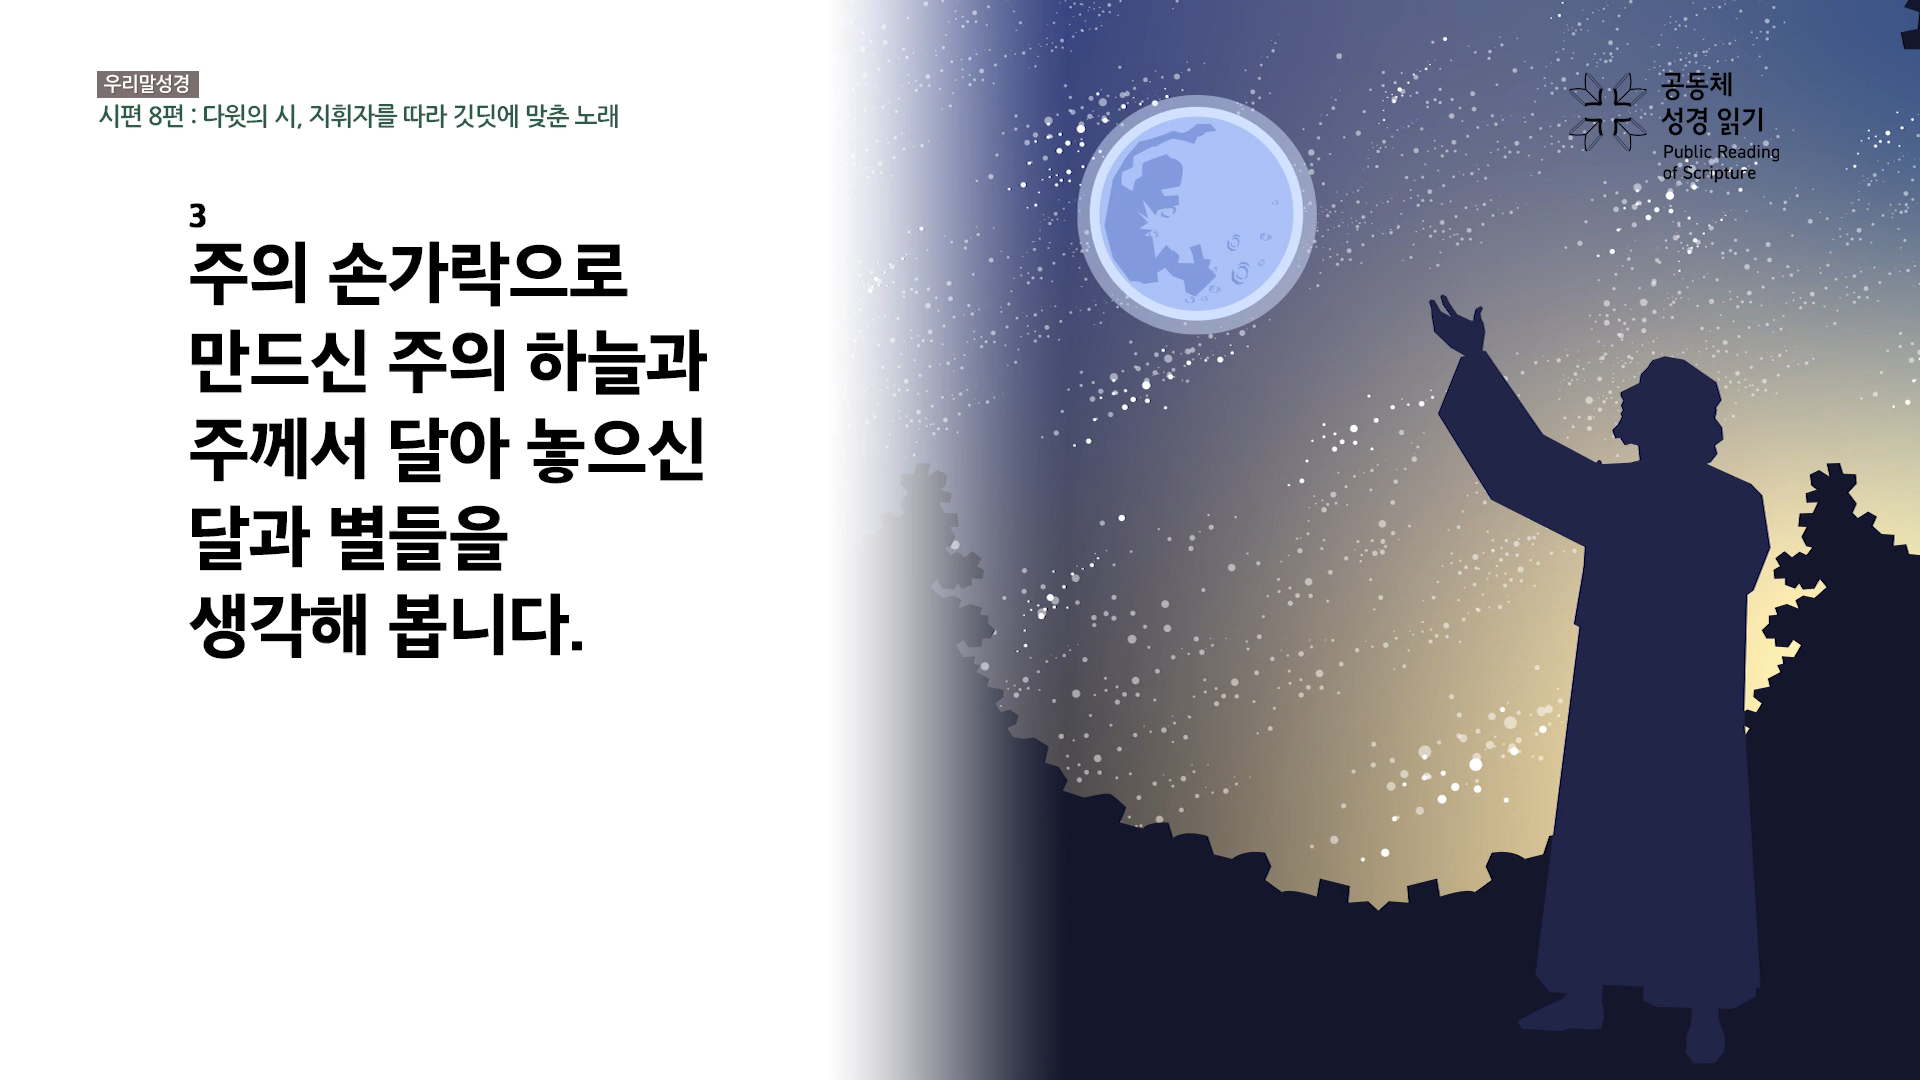 우리말성경
시편 8편 : 다윗의 시, 지휘자를 따라 깃딧에 맞춘 노래
공동체
성경 읽기
Public Reading
of Scripture
3
주의 손가락으로
만드신 주의 하늘과
주께서 달아 놓으신
달과 별들을
생각해 봅니다.